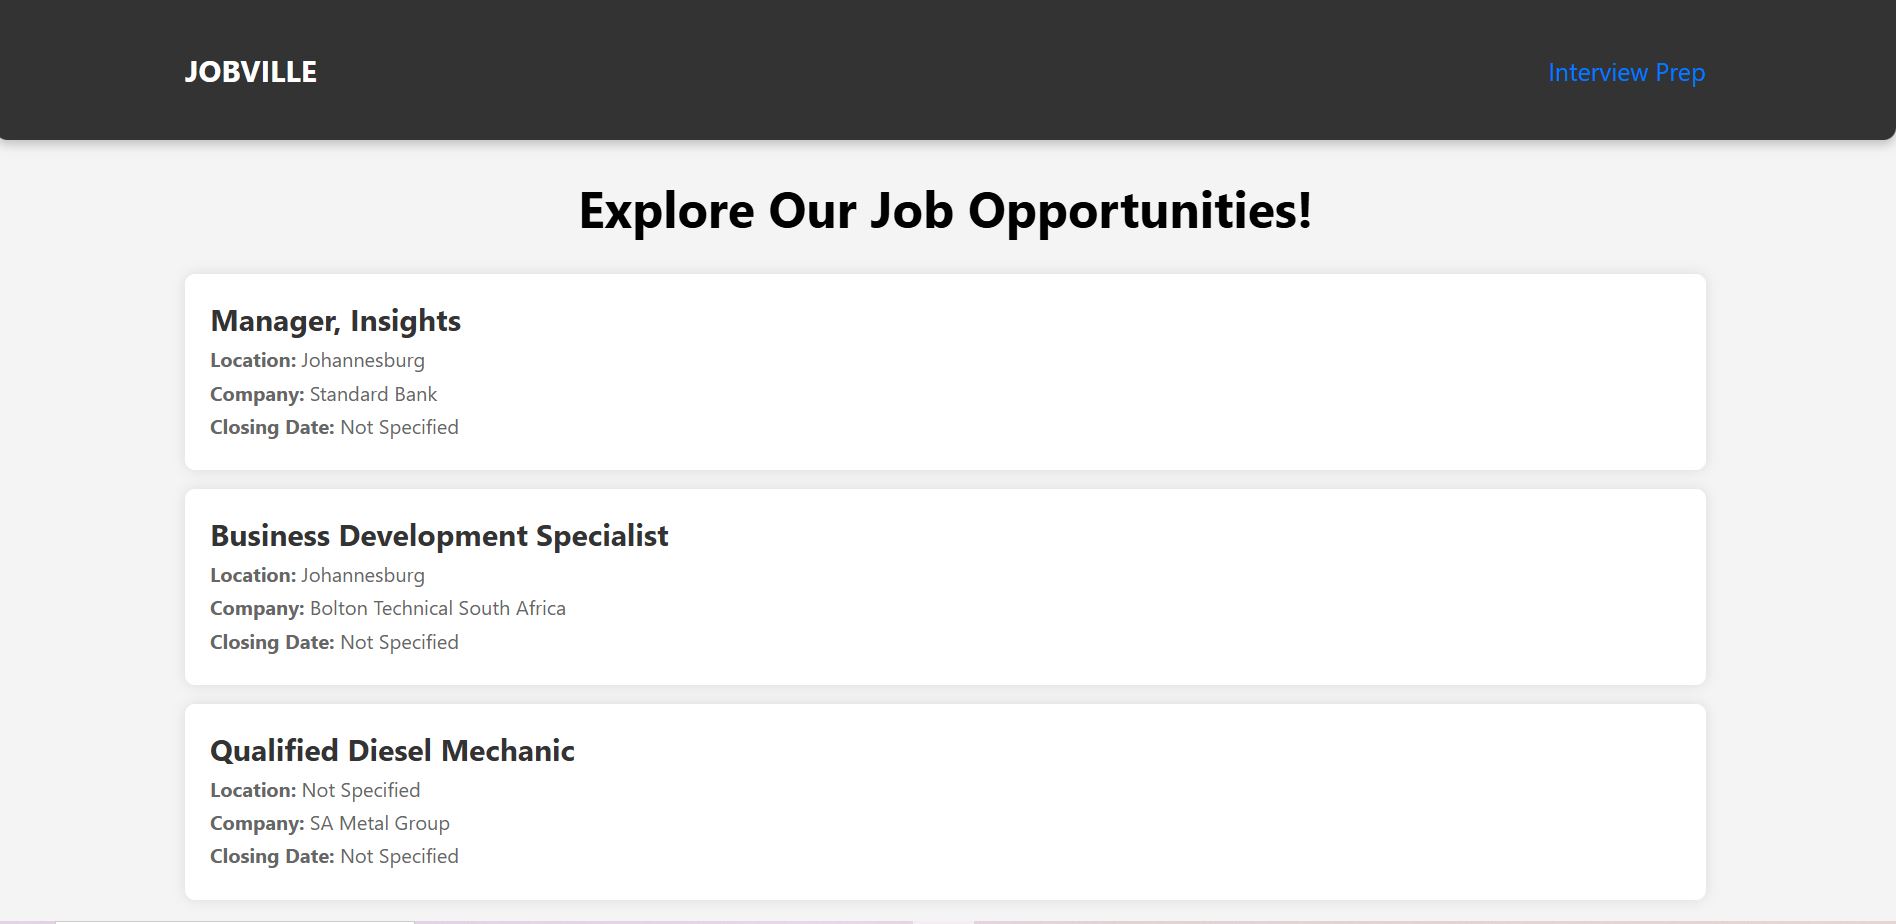 JOBVILLE
Interview Prep
Explore Our Job Opportunities!
Manager, Insights
Location: Johannesburg
Company: Standard Bank
Closing Date: Not Specified
Business Development Specialist
Location: Johannesburg
Company: Bolton Technical South Africa
Closing Date: Not Specified
Qualified Diesel Mechanic
Location: Not Specified
Company: SA Metal Group
Closing Date: Not Specified